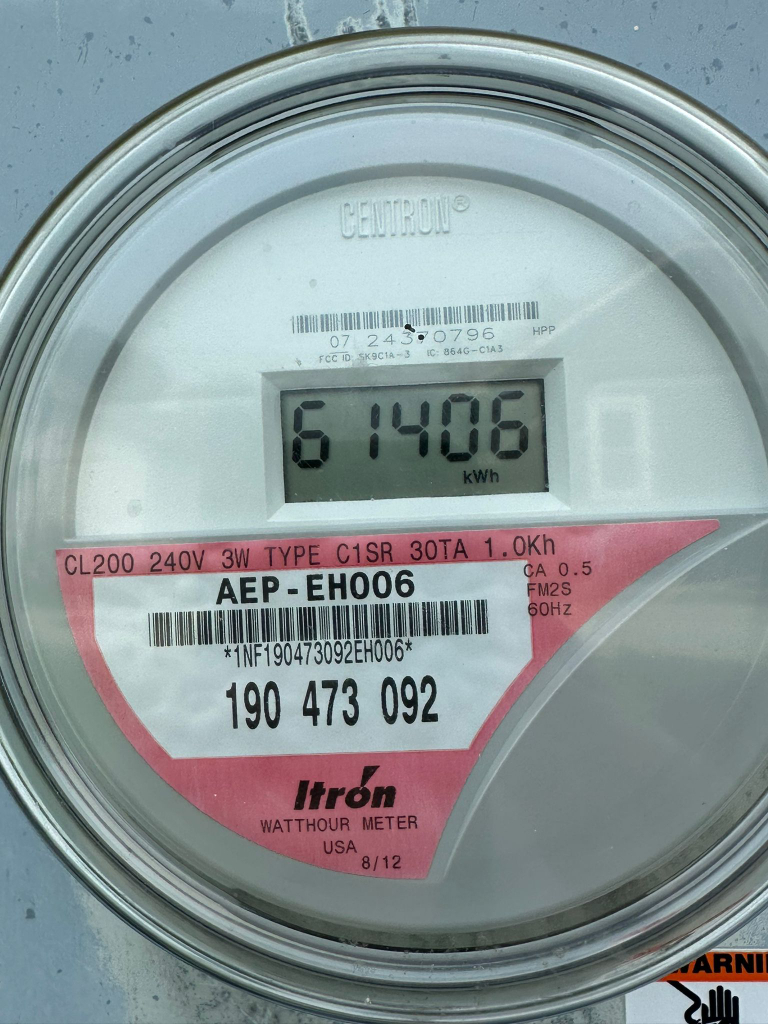 CENTRON®
07 24370796 HPP
FCC ID: SK9C1A-3 IC: 864G-C1A3
61406
kWh
CL200 240V 3W TYPE C1SR 30TA 1.0Kh
CA 0.5
FM2S
60Hz
AEP-EH006
*1NF190473092EH006*
190 473 092
Itrón
WATTHOUR METER
USA
8/12